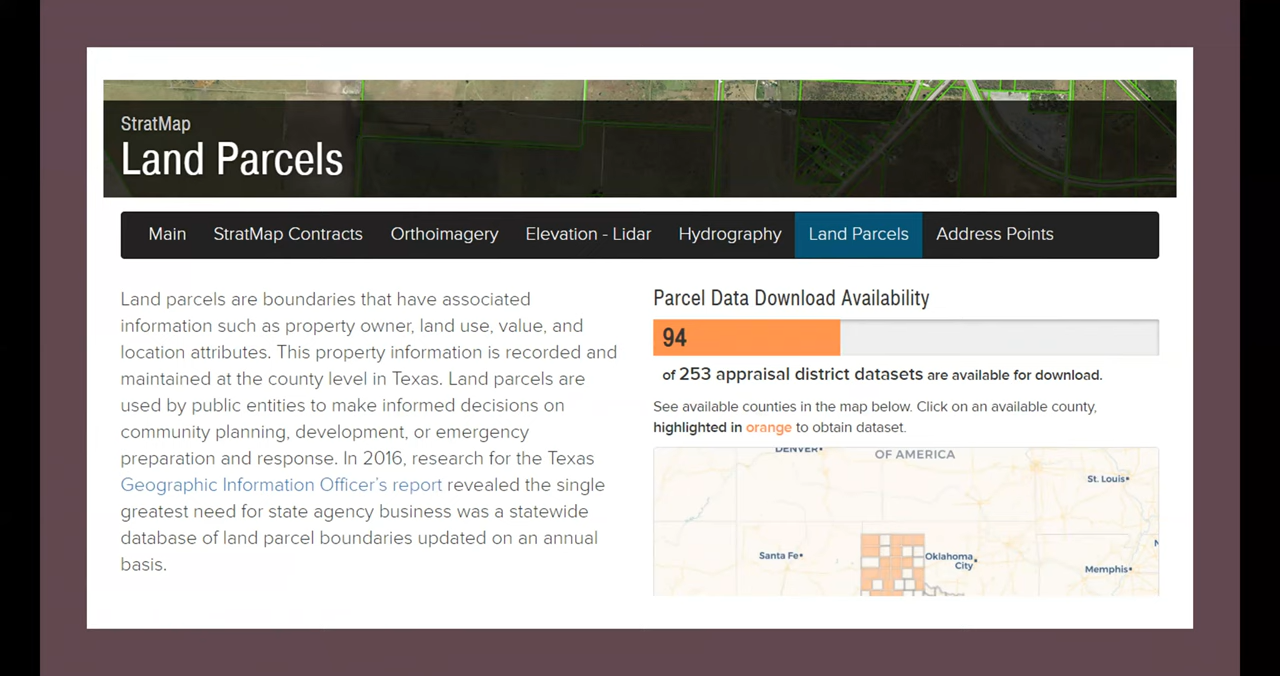 StratMap
Land Parcels
Main StratMap Contracts Orthoimagery Elevation - Lidar Hydrography Land Parcels Address Points
Land parcels are boundaries that have associated
information such as property owner, land use, value, and
location attributes. This property information is recorded and
maintained at the county level in Texas. Land parcels are
used by public entities to make informed decisions on
community planning, development, or emergency
preparation and response. In 2016, research for the Texas
Geographic Information Officer's report revealed the single
greatest need for state agency business was a statewide
database of land parcel boundaries updated on an annual
basis.
Parcel Data Download Availability
94
of 253 appraisal district datasets are available for download.
See available counties in the map below. Click on an available county,
highlighted in orange to obtain dataset.
DENVER
OF AMERICA
St. Louis
Santa Fe
Oklahoma
City
Memphis